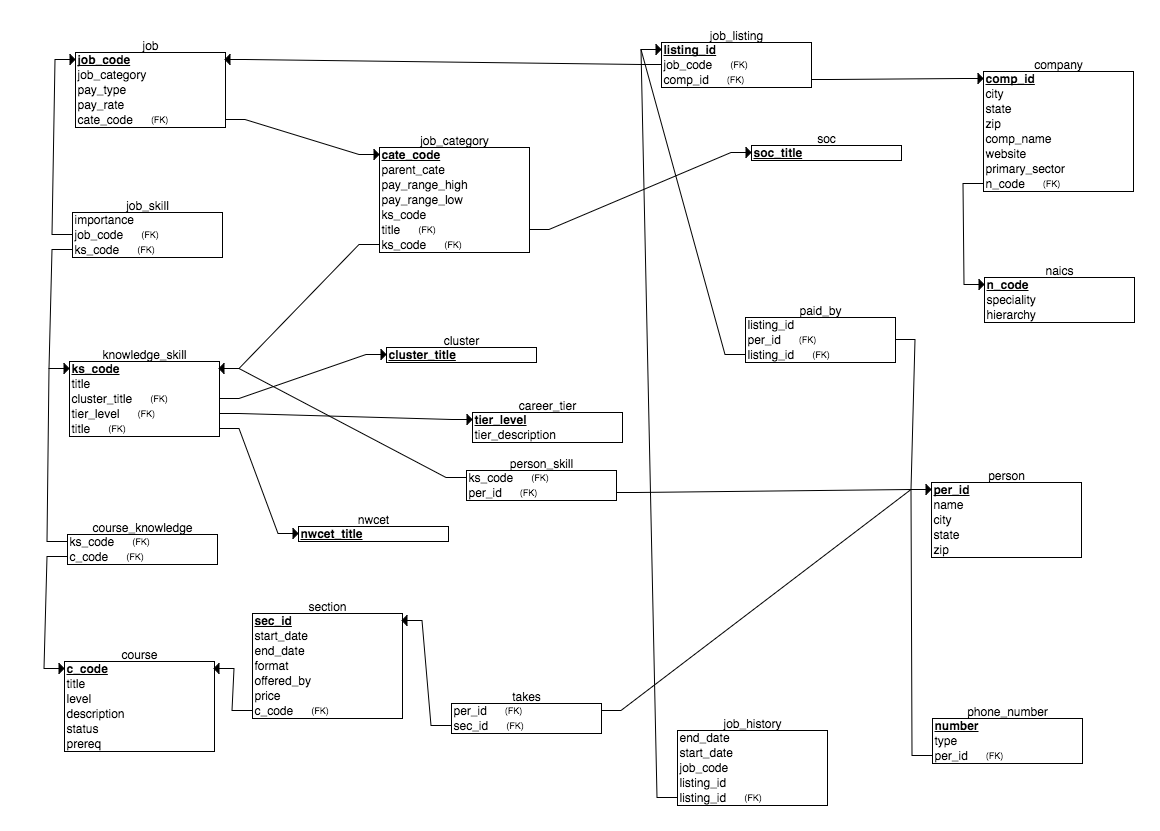 job
job_code
job_category
pay_type
pay_rate
cate_code (FK)
job_listing
listing_id
job_code (FK)
comp_id (FK)
company
comp_id
city
state
zip
comp_name
website
primary_sector
n_code (FK)
job_category
cate_code
parent_cate
pay_range_high
pay_range_low
ks_code
title (FK)
ks_code (FK)
soc
soc_title
job_skill
importance
job_code (FK)
ks_code (FK)
naics
n_code
speciality
hierarchy
paid_by
listing_id
per_id (FK)
listing_id (FK)
knowledge_skill
ks_code
title
cluster_title (FK)
tier_level (FK)
title (FK)
cluster
cluster_title
career_tier
tier_level
tier_description
person_skill
ks_code (FK)
per_id (FK)
person
per_id
name
city
state
zip
nwcet
nwcet_title
course_knowledge
ks_code (FK)
c_code (FK)
section
sec_id
start_date
end_date
format
offered_by
price
c_code (FK)
course
c_code
title
level
description
status
prereq
takes
per_id (FK)
sec_id (FK)
job_history
end_date
start_date
job_code
listing_id
listing_id (FK)
phone_number
number
type
per_id (FK)